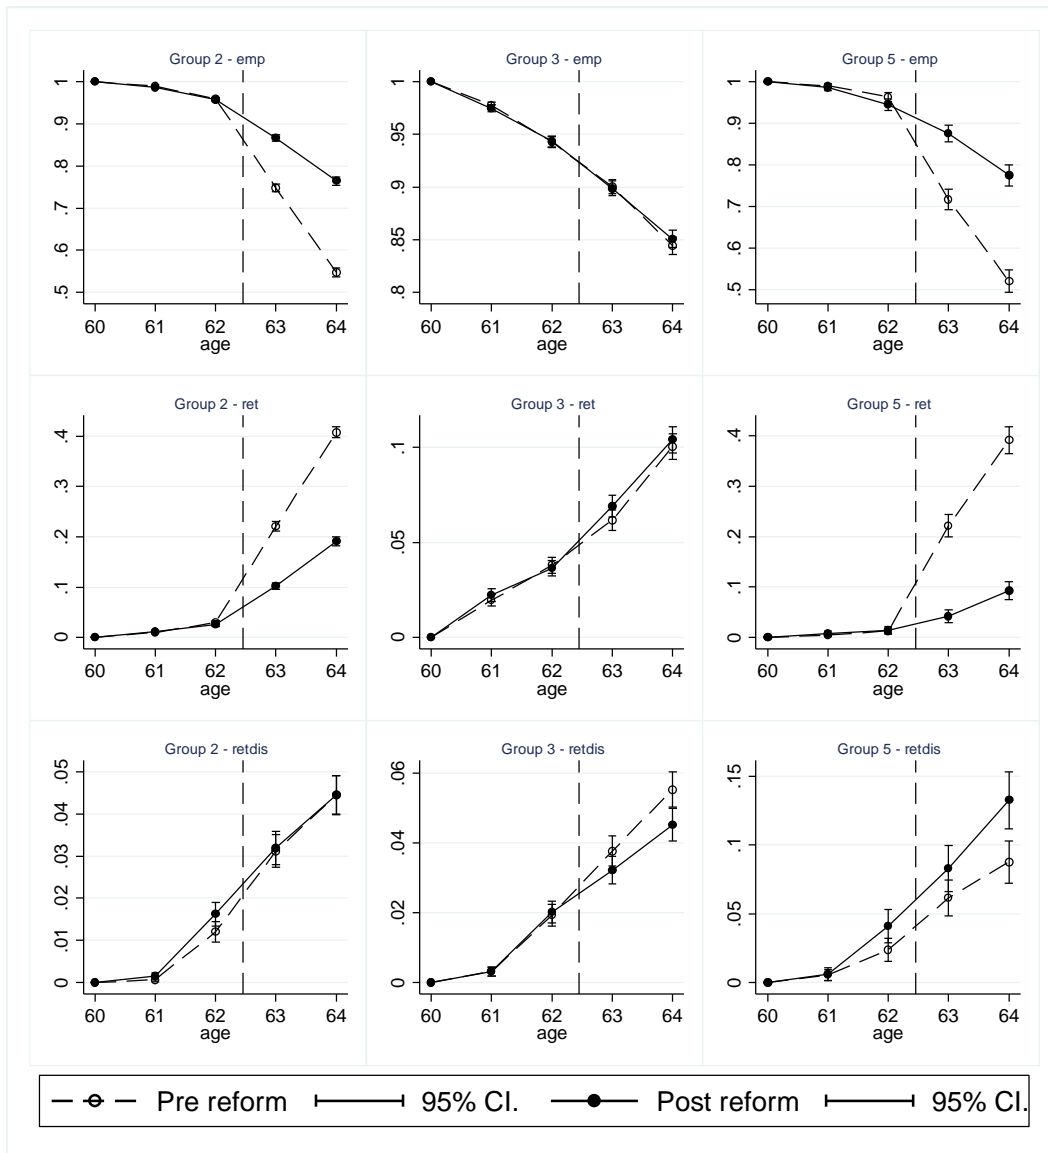 Group 2 - emp
1
.9
.8
.7
.6
.5
60 61 62 63 64
age
Group 3 - emp
1
.95
.9
.85
.8
60 61 62 63 64
age
Group 5 - emp
1
.9
.8
.7
.6
.5
60 61 62 63 64
age
Group 2 - ret
.4
.3
.2
.1
0
60 61 62 63 64
age
Group 3 - ret
.1
.05
0
60 61 62 63 64
age
Group 5 - ret
.4
.3
.2
.1
0
60 61 62 63 64
age
Group 2 - retdis
.05
.04
.03
.02
.01
0
60 61 62 63 64
age
Group 3 - retdis
.06
.04
.02
0
60 61 62 63 64
age
Group 5 - retdis
.15
.1
.05
0
60 61 62 63 64
age
Pre reform 95% CI. Post reform 95% CI.